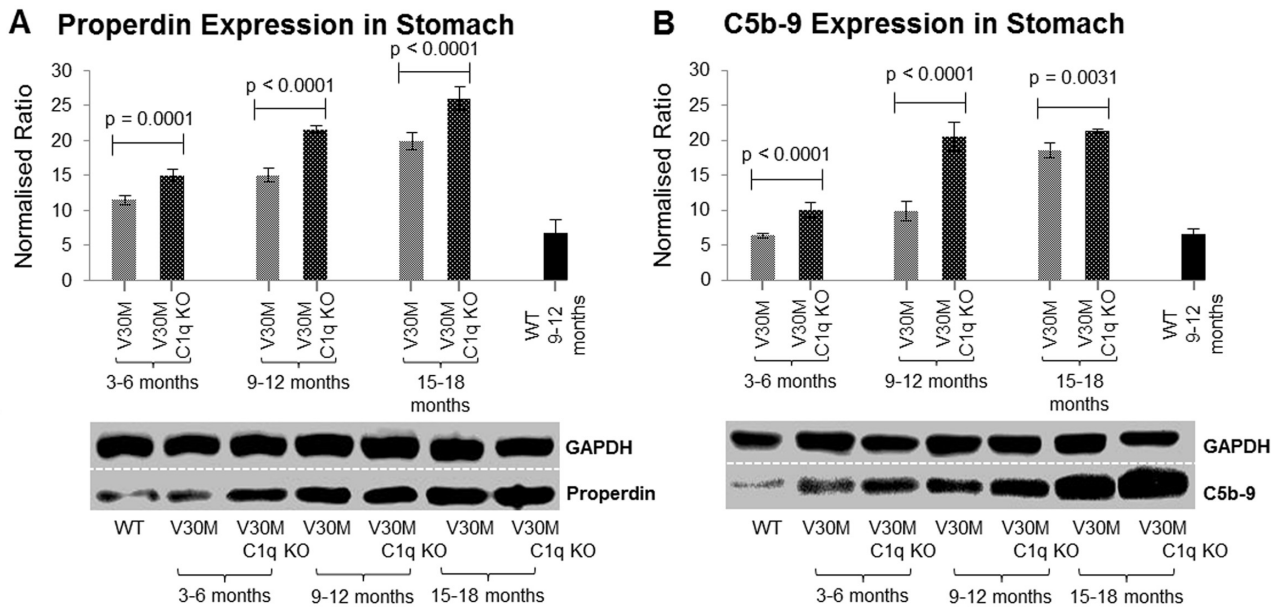 A Properdin Expression in Stomach
Normalised Ratio
30
25
20
15
10
5
0
p = 0.0001
p < 0.0001
p < 0.0001
V30M
V30M
C1q KO
V30M
V30M
C1q KO
V30M
V30M
C1q KO
WT
9-12
months
3-6 months
9-12 months
15-18
months
GAPDH
Properdin
WT
V30M
V30M
C1q KO
V30M
V30M
C1q KO
V30M
V30M
C1q KO
3-6 months
9-12 months
15-18 months
B C5b-9 Expression in Stomach
Normalised Ratio
30
25
20
15
10
5
0
p < 0.0001
p < 0.0001
p = 0.0031
V30M
V30M
C1q KO
V30M
V30M
C1q KO
V30M
V30M
C1q KO
WT
9-12
months
3-6 months
9-12 months
15-18
months
GAPDH
C5b-9
WT
V30M
V30M
C1q KO
V30M
V30M
C1q KO
V30M
V30M
C1q KO
3-6 months
9-12 months
15-18 months